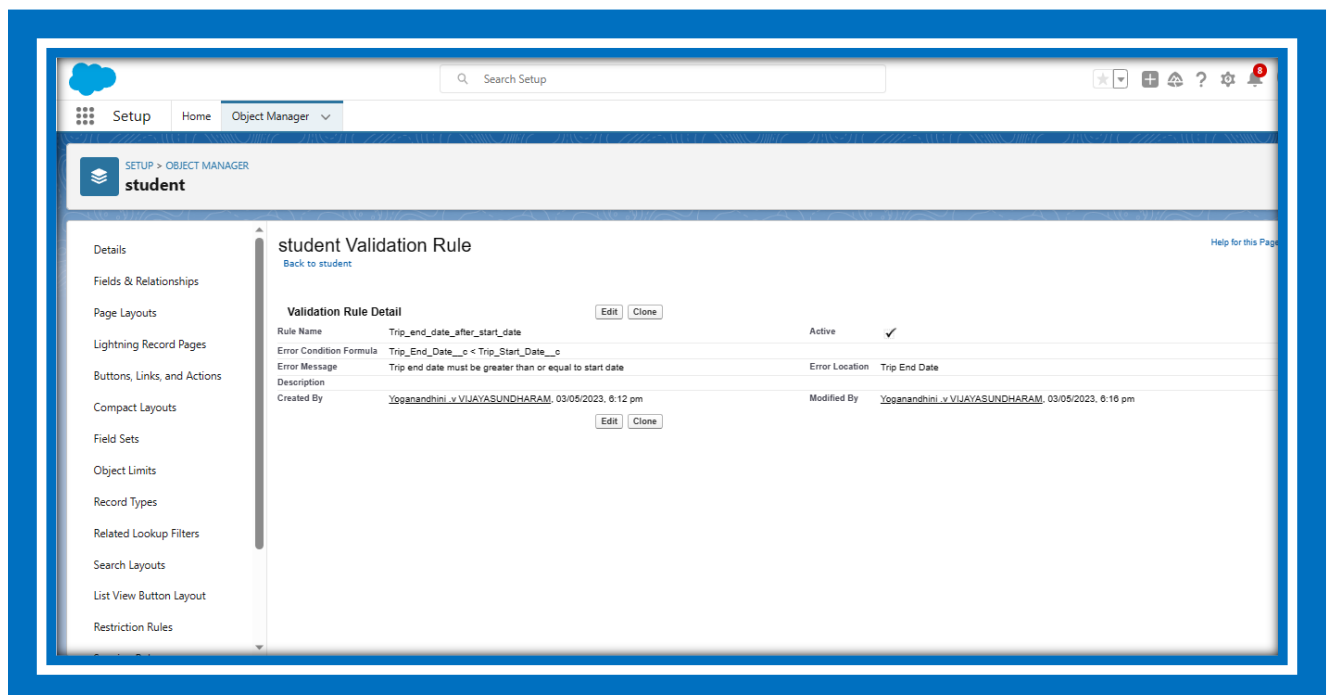 Search Setup
8
Setup Home Object Manager
SETUP > OBJECT MANAGER
student
Details
Fields & Relationships
Page Layouts
Lightning Record Pages
Buttons, Links, and Actions
Compact Layouts
Field Sets
Object Limits
Record Types
Related Lookup Filters
Search Layouts
List View Button Layout
Restriction Rules
student Validation Rule
Help for this Page
Back to student
Validation Rule Detail Edit Clone
Rule Name Trip_end_date_after_start_date Active ✓
Error Condition Formula Trip_End_Date__c < Trip_Start_Date__c
Error Message Trip end date must be greater than or equal to start date Error Location Trip End Date
Description
Created By Yoganandhini .v VIJAYASUNDHARAM, 03/05/2023, 6:12 pm Modified By Yoganandhini .v VIJAYASUNDHARAM, 03/05/2023, 6:16 pm
Edit Clone